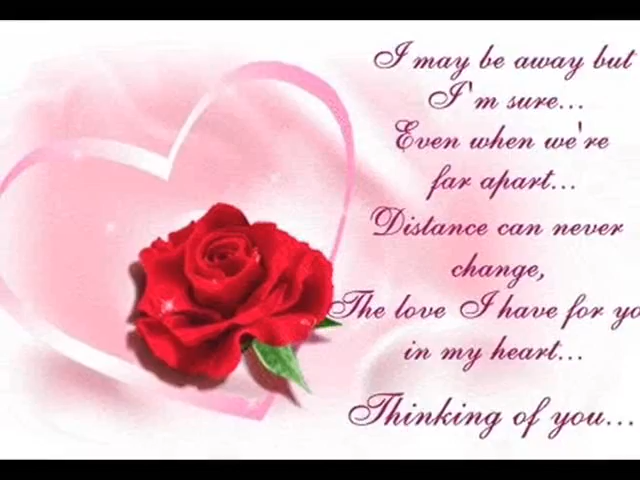 I may be away but
I'm sure...
Even when we're
far apart...
Distance can never
change,
The love I have for yo
in my heart...
Thinking of you...